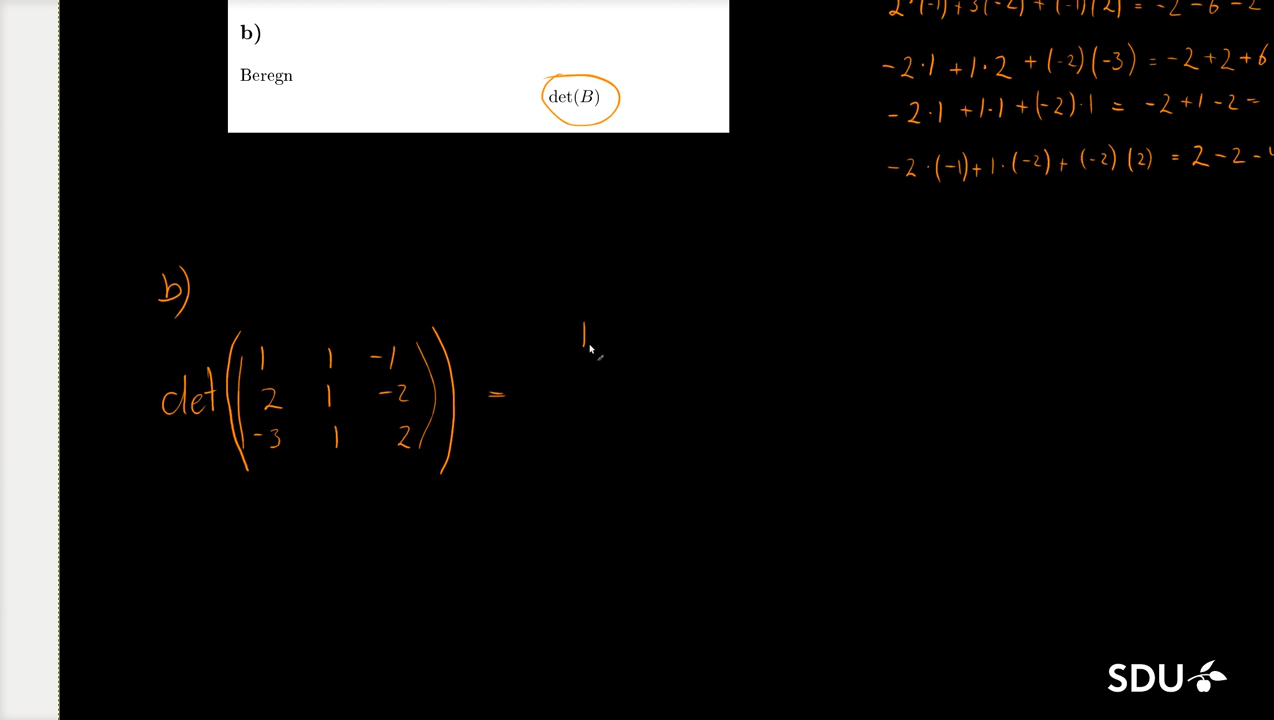 b)
Beregn
det(B)
2·(-1)+3(-2)+(-1)(2) = -2-6-2
-2·1+1·2+(-2)(-3) = -2+2+6
-2·1+1·1+(-2)·1 = -2+1-2=
-2·(-1)+1·(-2)+(-2)(2) = 2-2-4
b)
1 1 -1 1
det 2 1 -2 =
-3 1 2
SDU